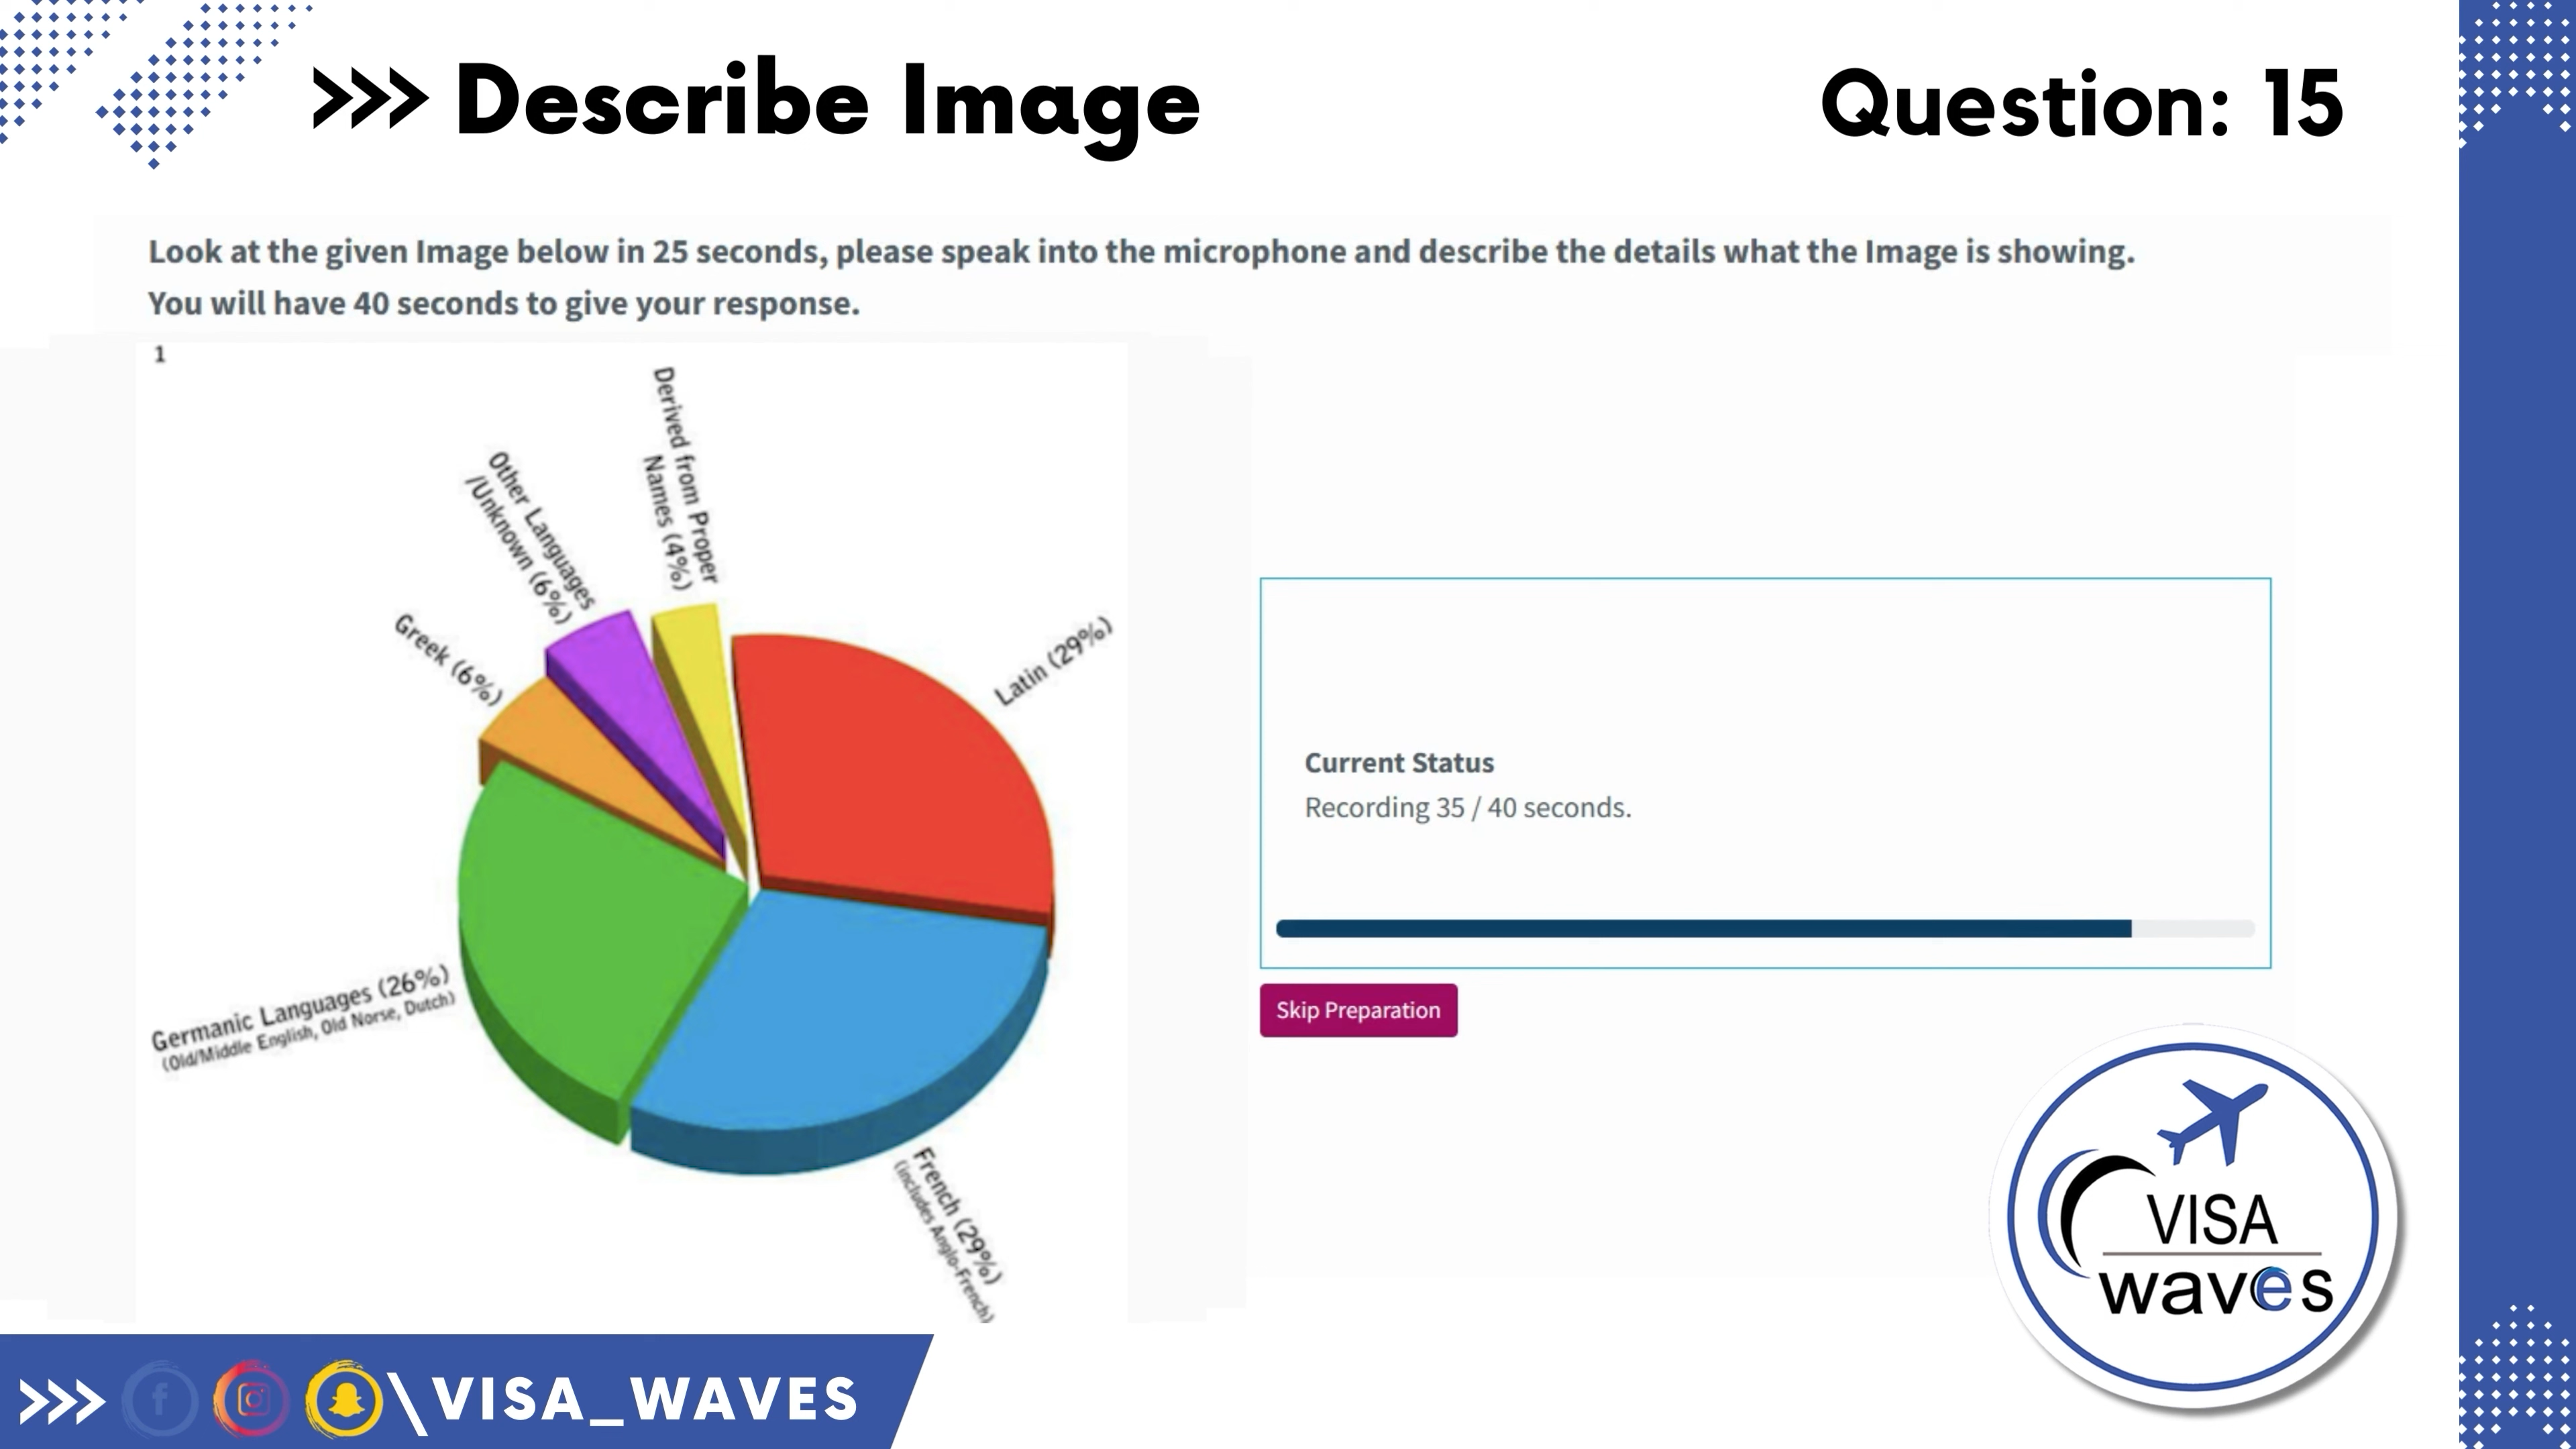 >>> Describe Image
Question: 15
Look at the given Image below in 25 seconds, please speak into the microphone and describe the details what the Image is showing.
You will have 40 seconds to give your response.
1
Derived from Proper
Names (4%)
Other Languages
/Unknown (6%)
Greek (6%)
Latin (29%)
Germanic Languages (26%)
(Old/Middle English, Old Norse, Dutch)
French (29%)
(includes Anglo-French)
Current Status
Recording 35 / 40 seconds.
Skip Preparation
VISA
waves
>>> \VISA_WAVES